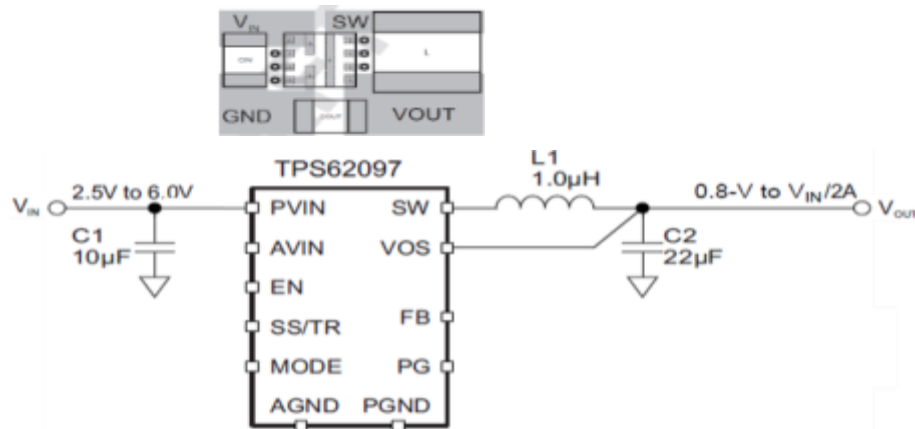 VIN SW
L
GND VOUT
TPS62097
L1
1.0µH
VIN 2.5V to 6.0V PVIN SW 0.8-V to VIN/2A VOUT
C1
10µF
AVIN VOS C2
22µF
EN
SS/TR FB
MODE PG
AGND PGND